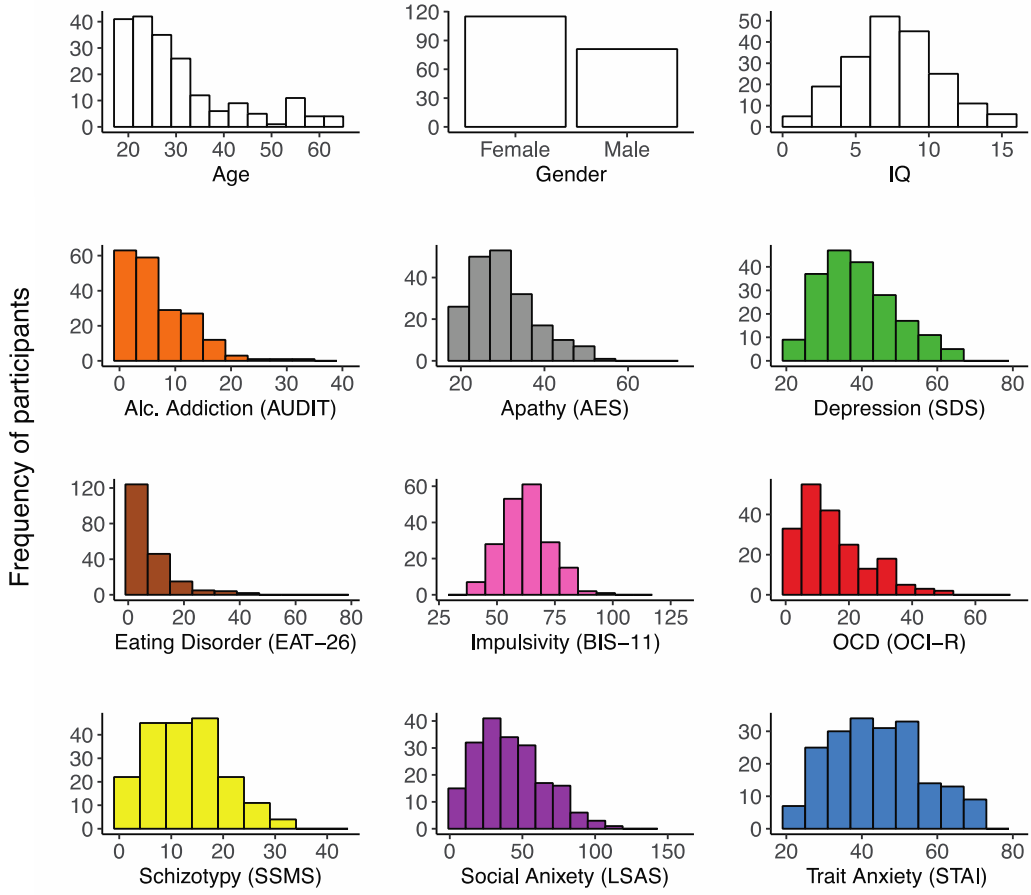 Frequency of participants
40
30
20
10
0
20 30 40 50 60
Age
120
90
60
30
0
Female Male
Gender
50
40
30
20
10
0
0 5 10 15
IQ
60
40
20
0
0 10 20 30 40
Alc. Addiction (AUDIT)
40
20
0
20 40 60
Apathy (AES)
40
30
20
10
0
20 40 60 80
Depression (SDS)
120
80
40
0
0 20 40 60 80
Eating Disorder (EAT−26)
60
40
20
0
25 50 75 100 125
Impulsivity (BIS−11)
40
20
0
0 20 40 60
OCD (OCI−R)
40
30
20
10
0
0 20 40
Schizotypy (SSMS)
40
30
20
10
0
0 50 100 150
Social Anixety (LSAS)
30
20
10
0
20 40 60 80
Trait Anxiety (STAI)